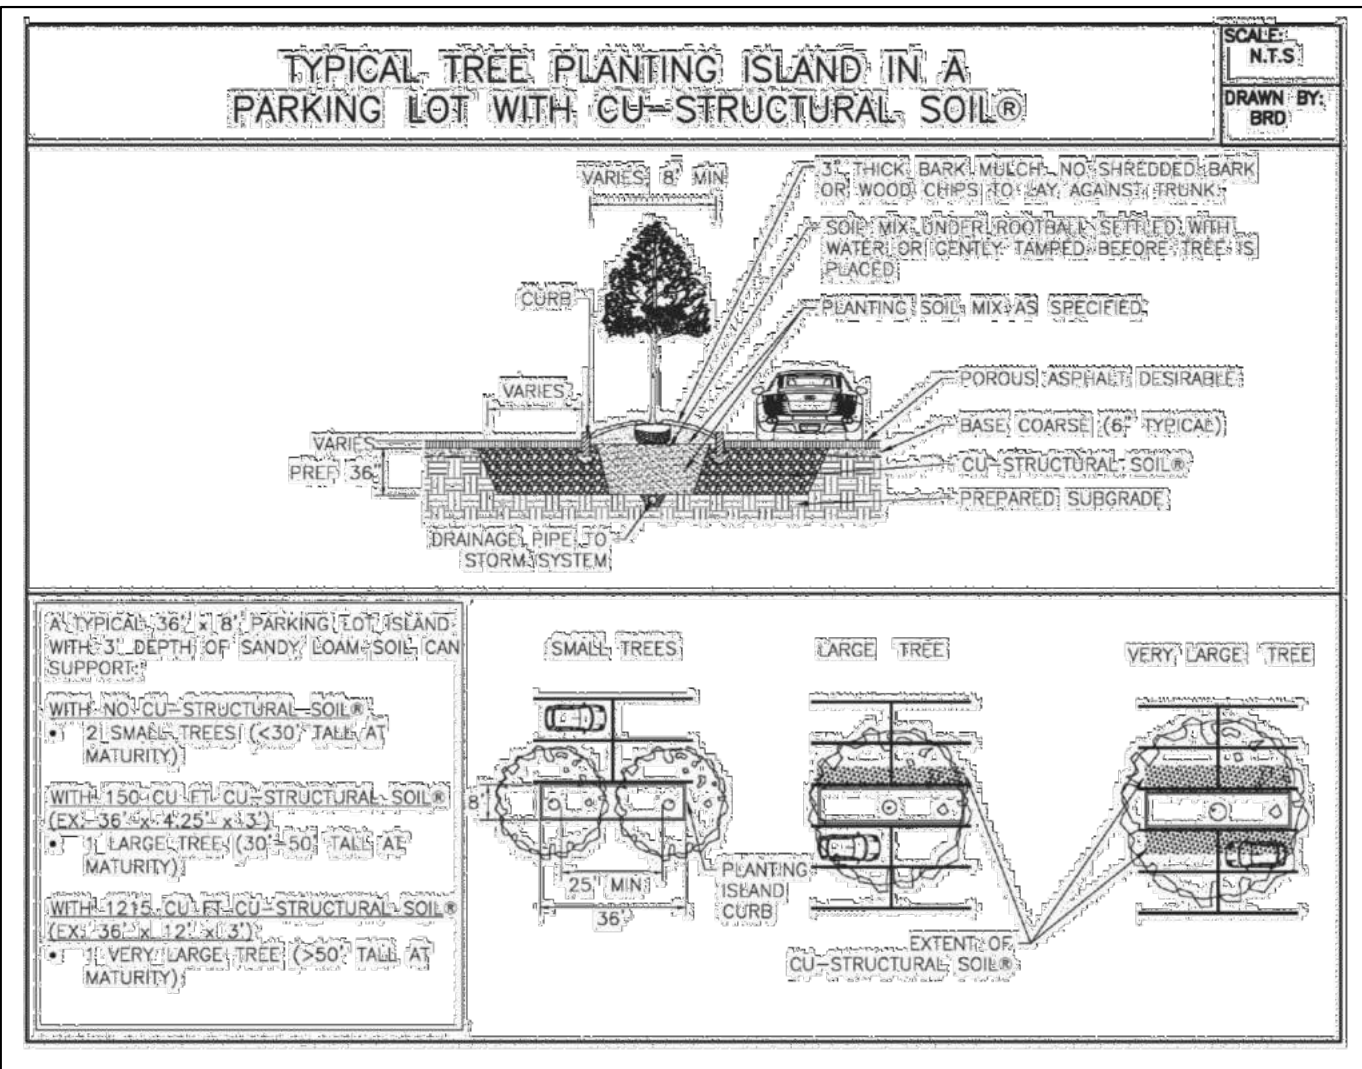 TYPICAL TREE PLANTING ISLAND IN A
PARKING LOT WITH CU-STRUCTURAL SOIL®
SCALE:
N.T.S
DRAWN BY:
BRD
VARIES 8' MIN
3" THICK BARK MULCH NO SHREDDED BARK
OR WOOD CHIPS TO LAY AGAINST TRUNK.
SOIL MIX UNDER ROOTBALL SETTLED WITH
WATER OR GENTLY TAMPED BEFORE TREE IS
PLACED
CURB
PLANTING SOIL MIX AS SPECIFIED
POROUS ASPHALT DESIRABLE
VARIES
BASE COARSE (6" TYPICAL)
VARIES
CU-STRUCTURAL SOIL®
PREF 36"
PREPARED SUBGRADE
DRAINAGE PIPE TO
STORM SYSTEM
A TYPICAL 36' x 8' PARKING LOT ISLAND
WITH 3' DEPTH OF SANDY LOAM SOIL CAN
SUPPORT:
WITH NO CU-STRUCTURAL SOIL®
• 2 SMALL TREES (<30' TALL AT
MATURITY)
WITH 150 CU FT CU-STRUCTURAL SOIL®
(EX: 36' x 4.25' x 3')
• 1 LARGE TREE (30'-50' TALL AT
MATURITY)
WITH 1215 CU FT CU-STRUCTURAL SOIL®
(EX: 36' x 12' x 3')
• 1 VERY LARGE TREE (>50' TALL AT
MATURITY)
SMALL TREES
LARGE TREE
VERY LARGE TREE
8'
25' MIN
36'
PLANTING
ISLAND
CURB
EXTENT OF
CU-STRUCTURAL SOIL®